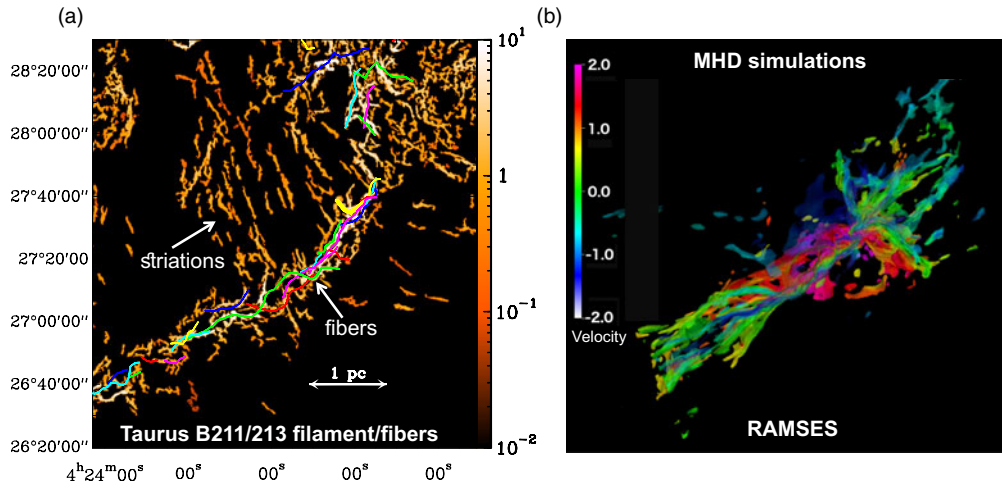 (a)
(b)
28°20'00"
28°00'00"
27°40'00"
27°20'00"
27°00'00"
26°40'00"
26°20'00"
4ʰ24ᵐ00ˢ 00ˢ 00ˢ 00ˢ 00ˢ
striations
fibers
1 pc
Taurus B211/213 filament/fibers
10¹
1
10⁻¹
10⁻²
MHD simulations
2.0
1.0
0.0
-1.0
-2.0
Velocity
RAMSES